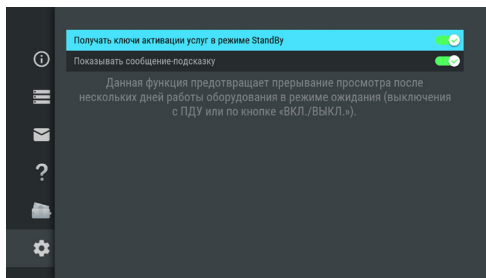 Получать ключи активации услуг в режиме StandBy
Показывать сообщение-подсказку
Данная функция предотвращает прерывание просмотра после
нескольких дней работы оборудования в режиме ожидания (выключения
с ПДУ или по кнопке «ВКЛ./ВЫКЛ.»).